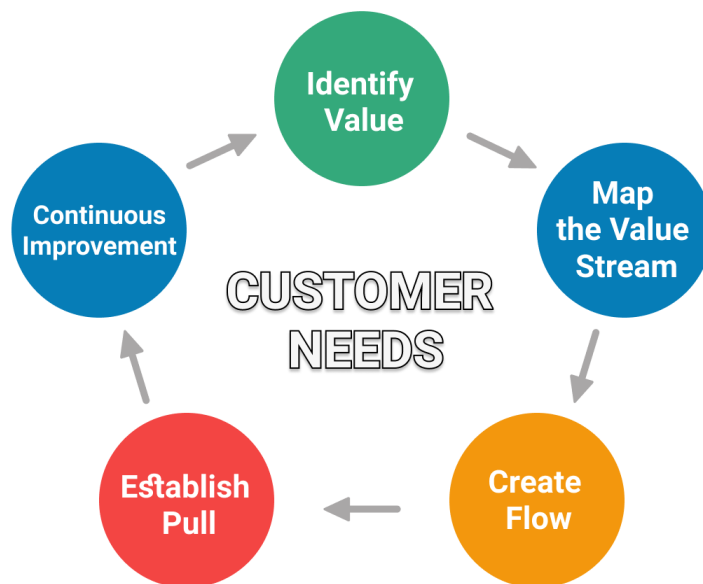 Identify
Value
Map
the Value
Stream
Create
Flow
Establish
Pull
Continuous
Improvement
CUSTOMER
NEEDS